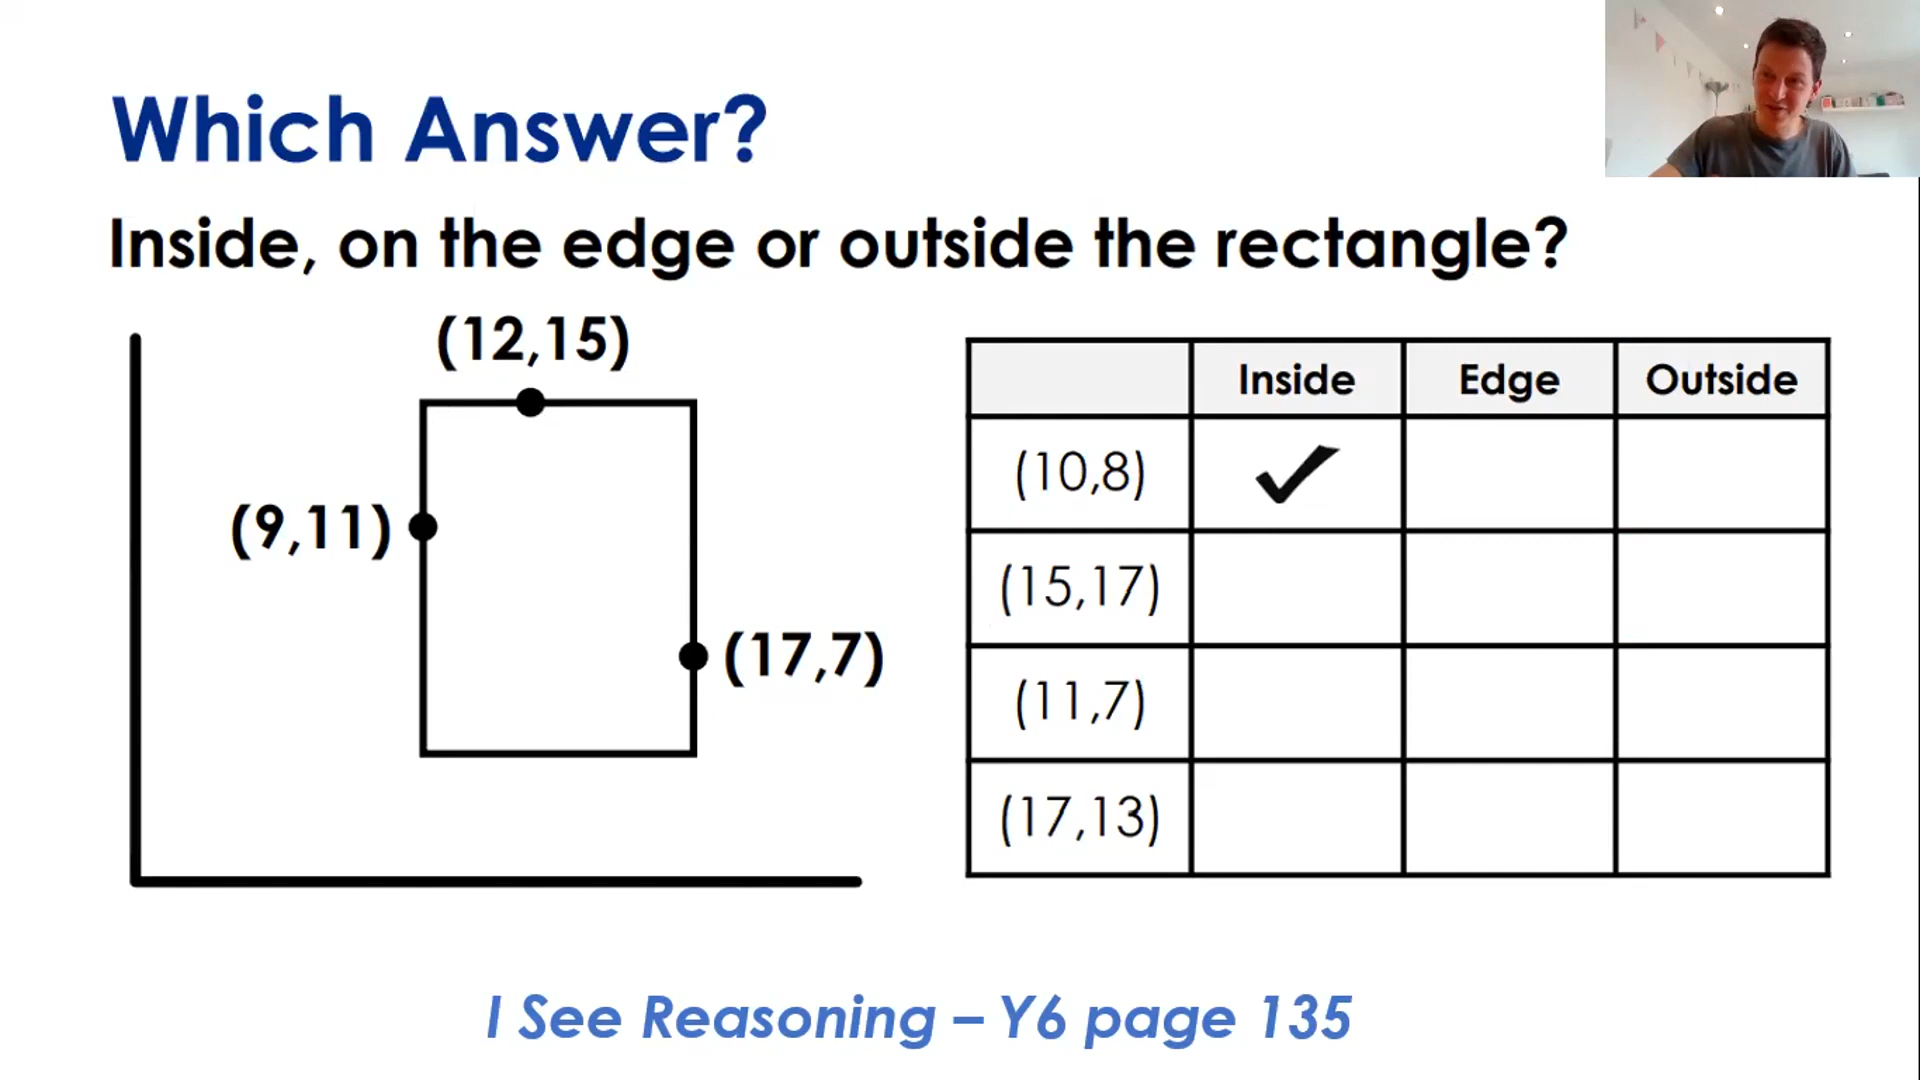 Which Answer?
Inside, on the edge or outside the rectangle?
(12,15)
(9,11)
(17,7)
Inside Edge Outside
(10,8)
(15,17)
(11,7)
(17,13)
I See Reasoning – Y6 page 135